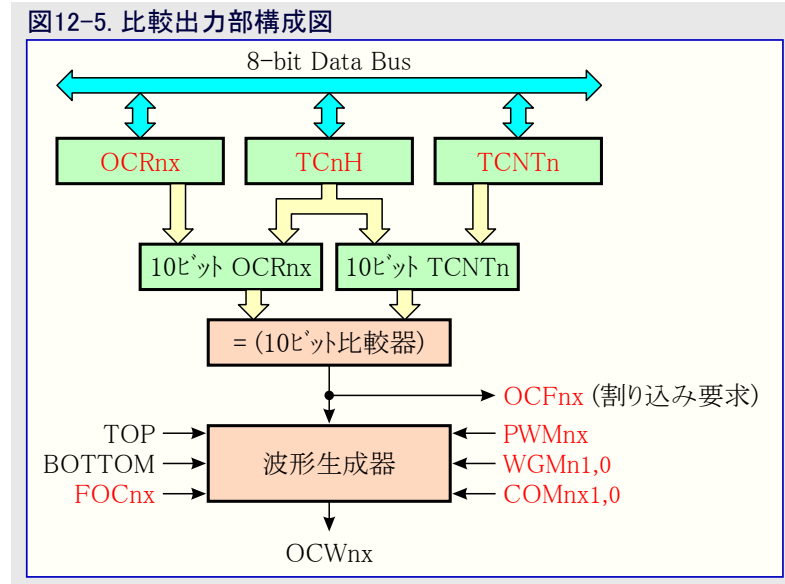 図12-5. 比較出力部構成図
8-bit Data Bus
OCRnx
TCnH
TCNTn
10ビット OCRnx
10ビット TCNTn
= (10ビット比較器)
OCFnx (割り込み要求)
TOP
BOTTOM
FOCnx
波形生成器
PWMnx
WGMn1,0
COMnx1,0
OCWnx